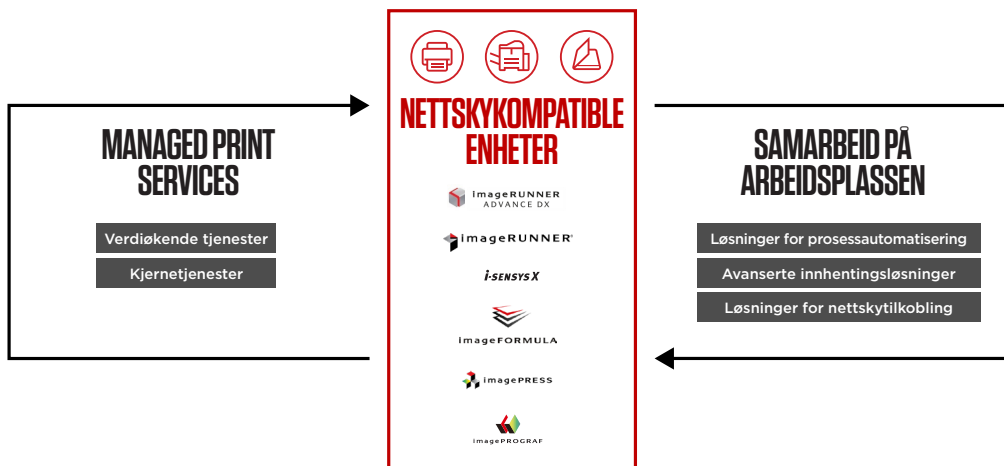 MANAGED PRINT
SERVICES
Verdiøkende tjenester
Kjernetjenester
NETTSKYKOMPATIBLE
ENHETER
imageRUNNER
ADVANCE DX
imageRUNNER®
i-SENSYS X
imageFORMULA
imagePRESS
imagePROGRAF
SAMARBEID PÅ
ARBEIDSPLASSEN
Løsninger for prosessautomatisering
Avanserte innhentingsløsninger
Løsninger for nettskytilkobling